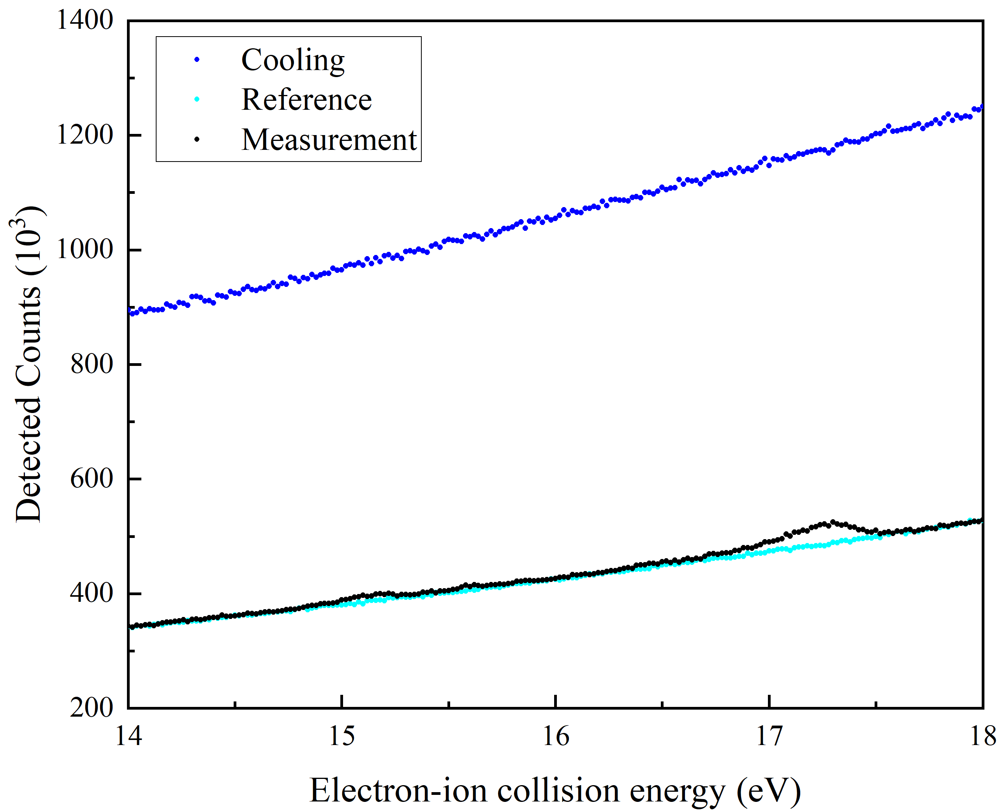 1400
1200
1000
800
600
400
200
Detected Counts (10³)
Cooling
Reference
Measurement
14 15 16 17 18
Electron-ion collision energy (eV)